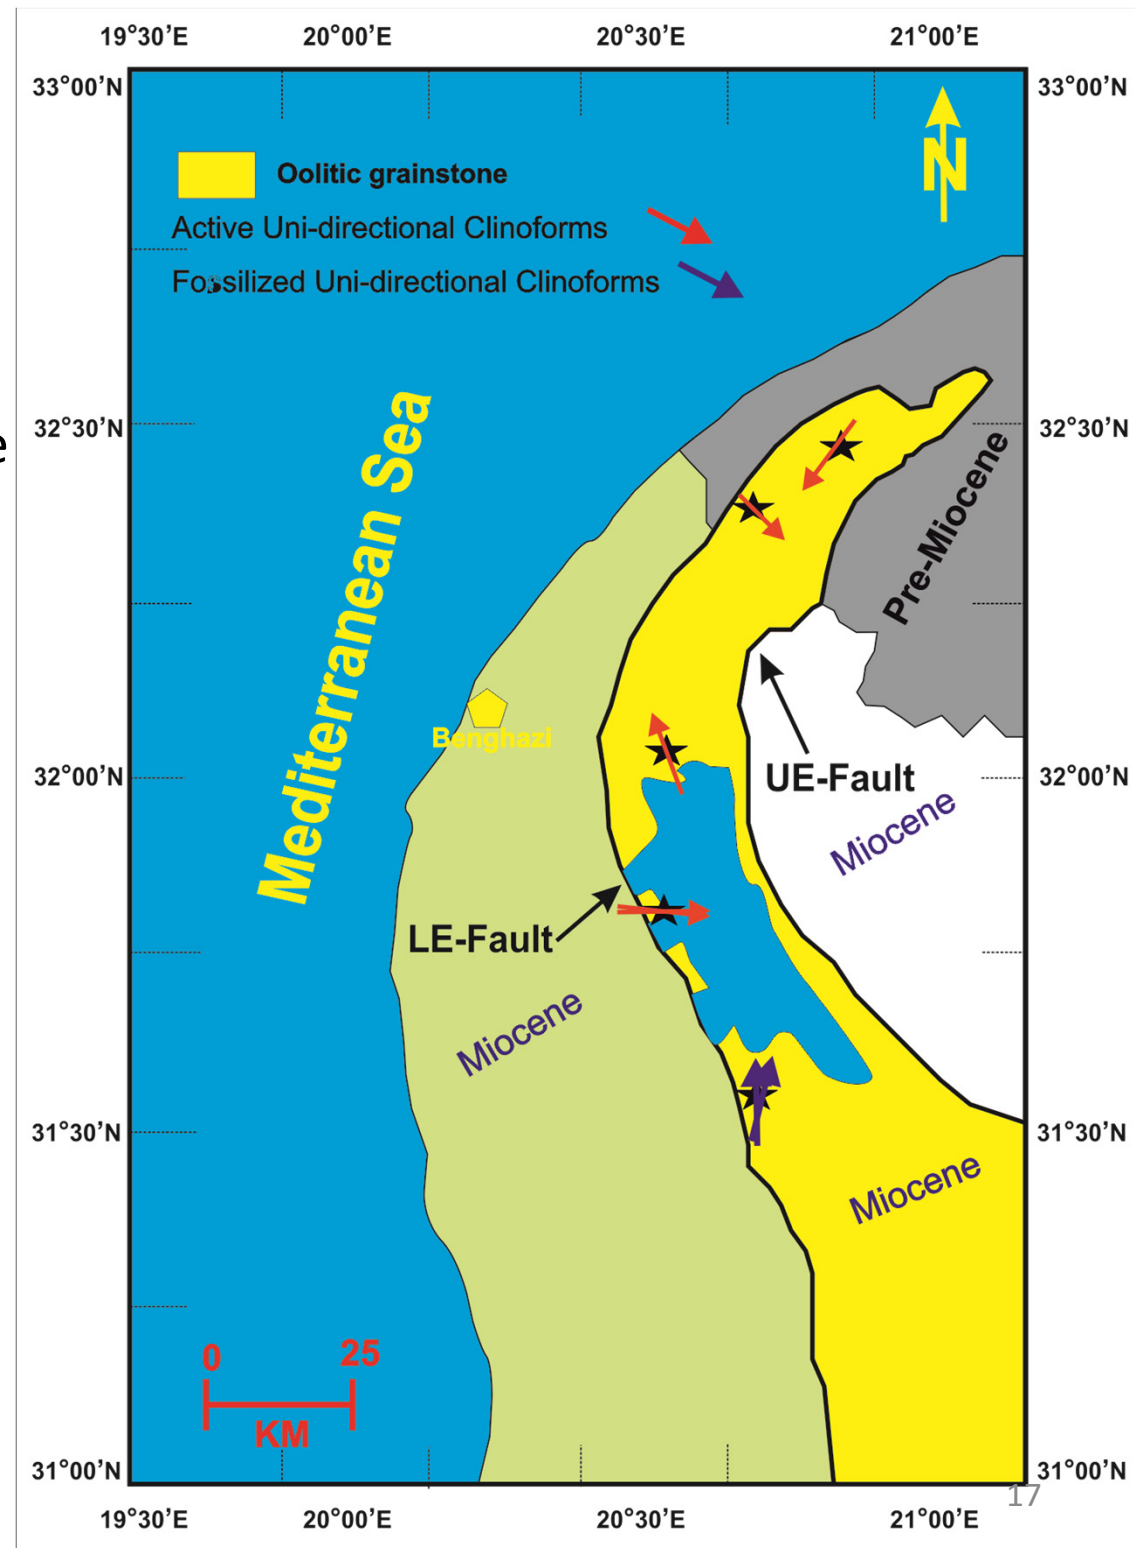 19°30’E 20°00’E 20°30’E 21°00’E
33°00’N 33°00’N
N
Oolitic grainstone
Active Uni-directional Clinoforms
Fossilized Uni-directional Clinoforms
e
32°30’N 32°30’N
Mediterranean Sea
Pre-Miocene
Benghazi
32°00’N 32°00’N
UE-Fault
Miocene
LE-Fault
Miocene
31°30’N 31°30’N
Miocene
0 25
KM
31°00’N 31°00’N
17
19°30’E 20°00’E 20°30’E 21°00’E